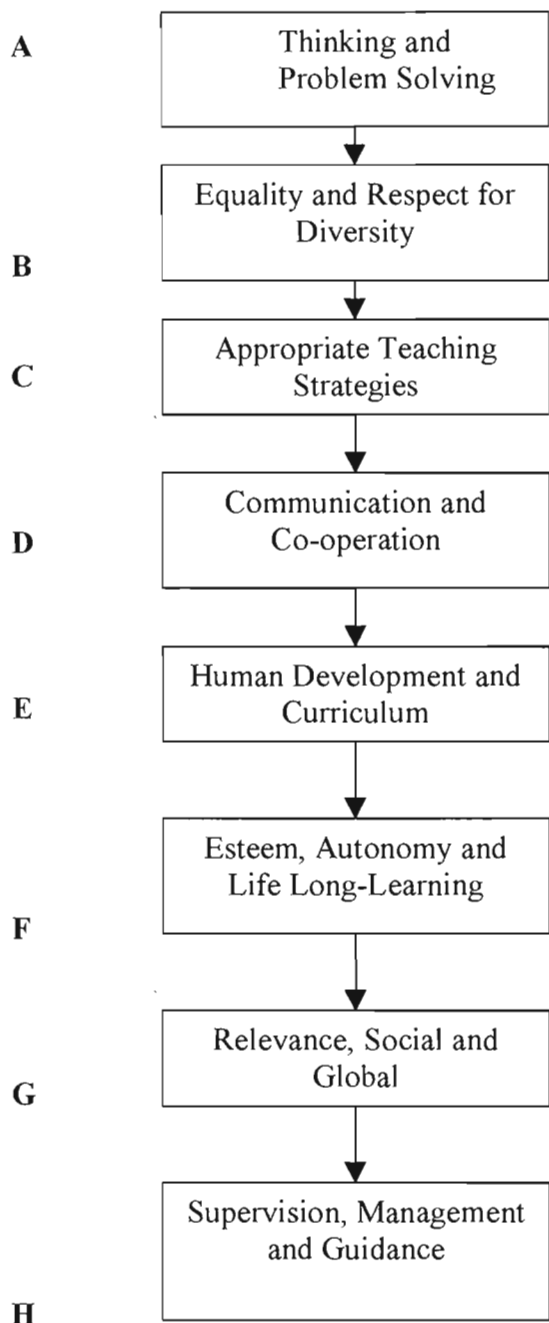 A
Thinking and
Problem Solving
Equality and Respect for
Diversity
B
Appropriate Teaching
Strategies
C
Communication and
Co-operation
D
Human Development and
Curriculum
E
Esteem, Autonomy and
Life Long-Learning
F
Relevance, Social and
Global
G
Supervision, Management
and Guidance
H